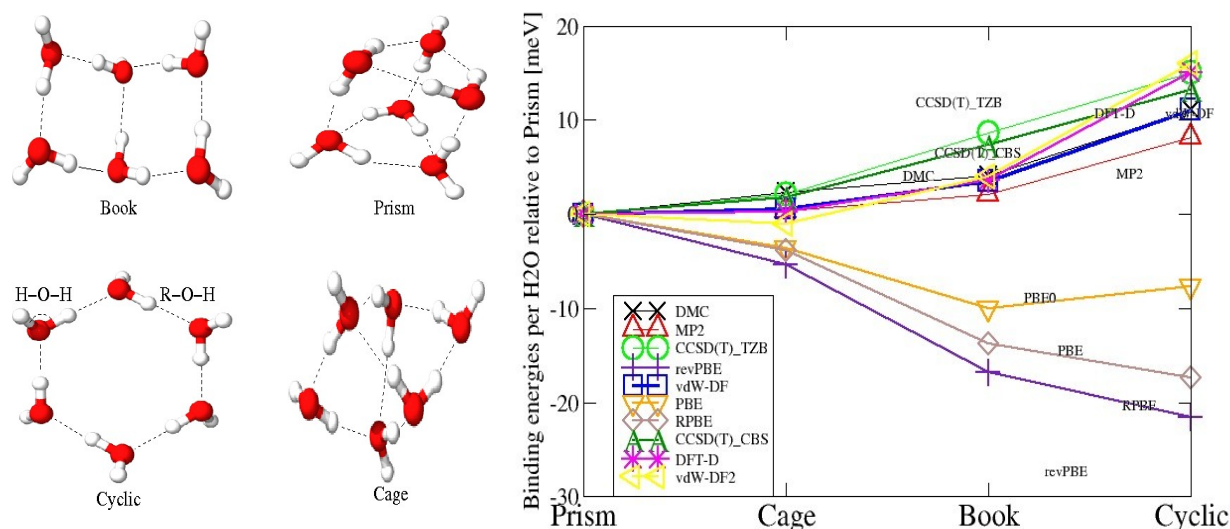 Book
Prism
H-O-H
R-O-H
Cyclic
Cage
Binding energies per H2O relative to Prism [meV]
20
10
0
-10
-20
-30
CCSD(T)_TZB
DFT-D
vdW-DF
CCSD(T)_CBS
DMC
MP2
PBE0
PBE
RPBE
revPBE
DMC
MP2
CCSD(T)_TZB
revPBE
vdW-DF
PBE
RPBE
CCSD(T)_CBS
DFT-D
vdW-DF2
Prism
Cage
Book
Cyclic